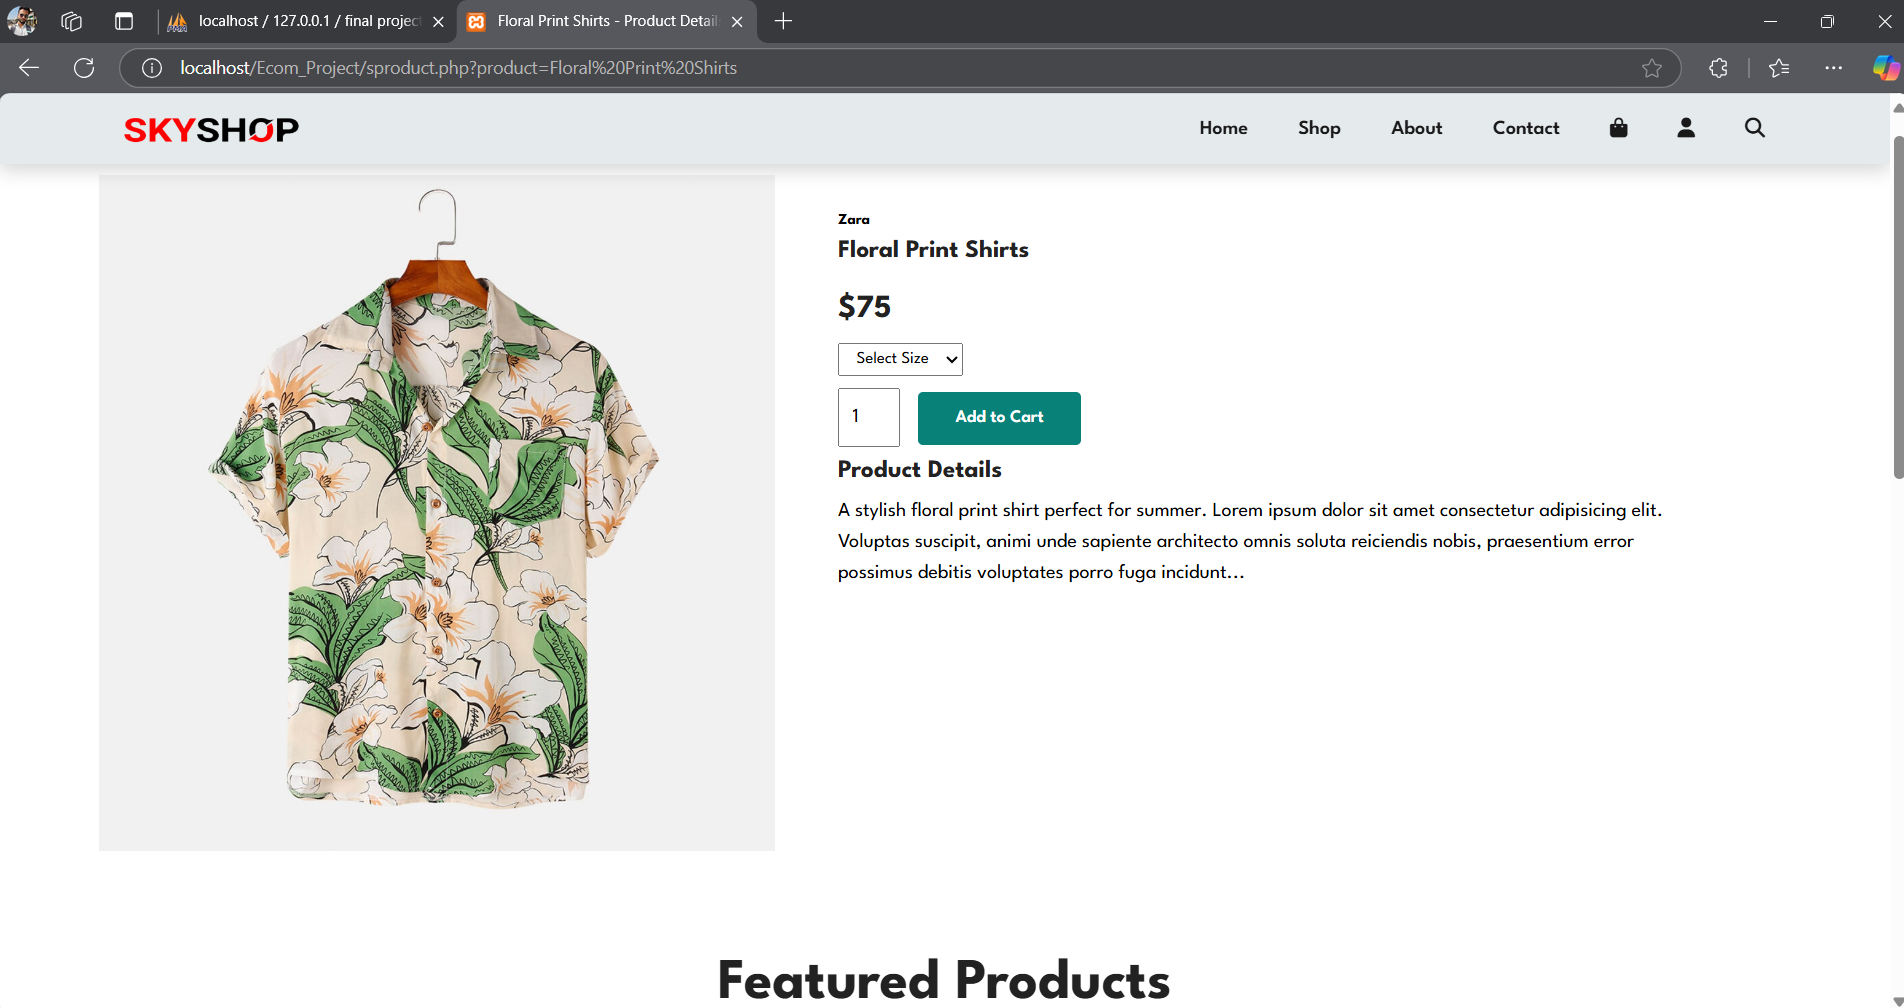 localhost / 127.0.0.1 / final project
Floral Print Shirts - Product Detail
localhost/Ecom_Project/sproduct.php?product=Floral%20Print%20Shirts
SKYSHOP
Home
Shop
About
Contact
Zara
Floral Print Shirts
$75
Select Size
1
Add to Cart
Product Details
A stylish floral print shirt perfect for summer. Lorem ipsum dolor sit amet consectetur adipisicing elit.
Voluptas suscipit, animi unde sapiente architecto omnis soluta reiciendis nobis, praesentium error
possimus debitis voluptates porro fuga incidunt...
Featured Products